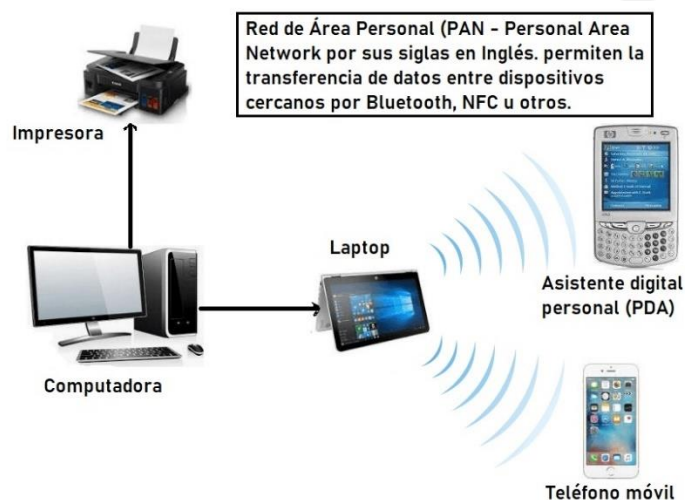 Red de Área Personal (PAN - Personal Area
Network por sus siglas en Inglés. permiten la
transferencia de datos entre dispositivos
cercanos por Bluetooth, NFC u otros.
Impresora
Laptop
Asistente digital
personal (PDA)
Computadora
Teléfono móvil